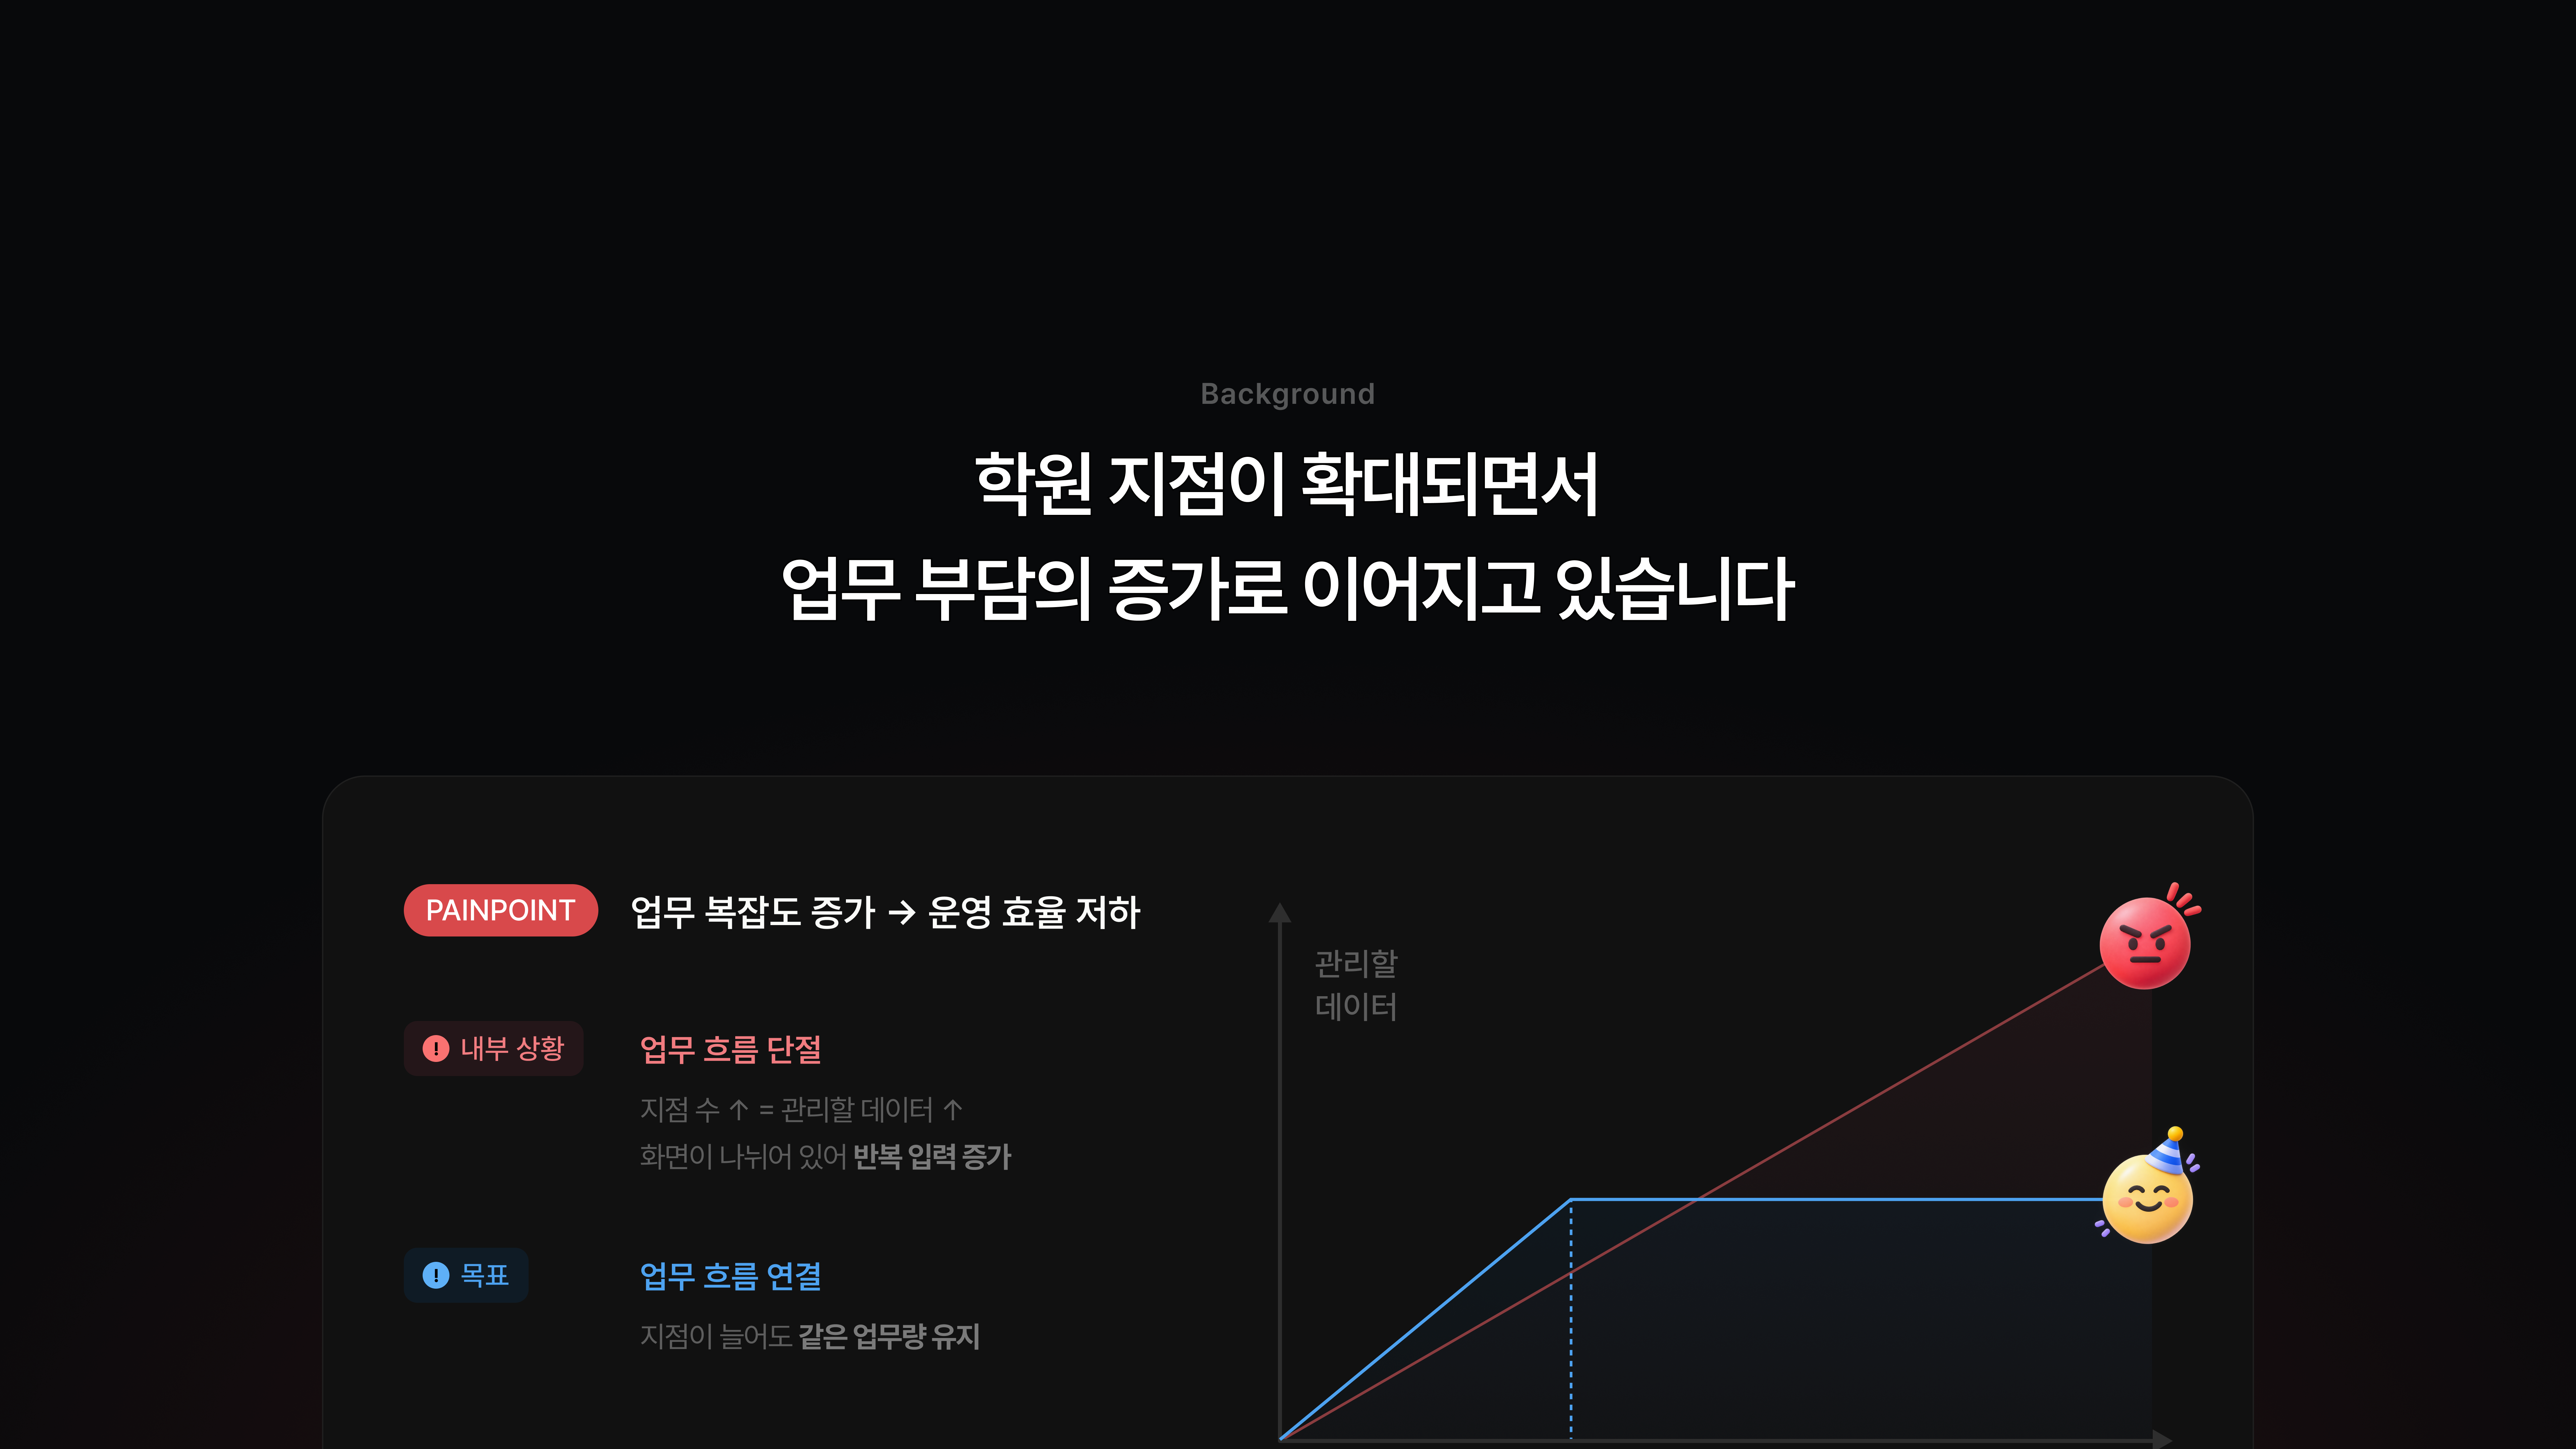 Background
학원 지점이 확대되면서
업무 부담의 증가로 이어지고 있습니다
PAINPOINT
업무 복잡도 증가 → 운영 효율 저하
내부 상황
업무 흐름 단절
지점 수 ↑ = 관리할 데이터 ↑
화면이 나뉘어 있어 반복 입력 증가
목표
업무 흐름 연결
지점이 늘어도 같은 업무량 유지
관리할
데이터